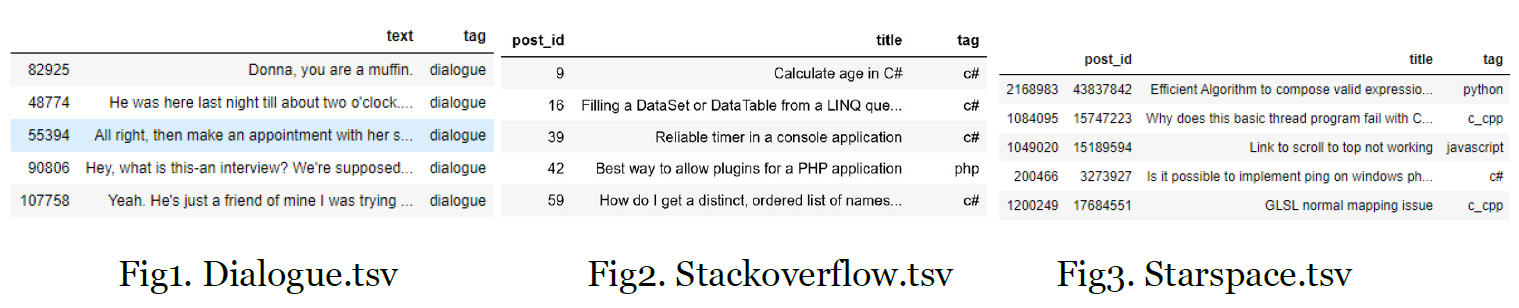 text tag
82925 Donna, you are a muffin. dialogue
48774 He was here last night till about two o'clock.... dialogue
55394 All right, then make an appointment with her s... dialogue
90806 Hey, what is this-an interview? We're supposed... dialogue
107758 Yeah. He's just a friend of mine I was trying ... dialogue
Fig1. Dialogue.tsv
post_id title tag
9 Calculate age in C# c#
16 Filling a DataSet or DataTable from a LINQ que... c#
39 Reliable timer in a console application c#
42 Best way to allow plugins for a PHP application php
59 How do I get a distinct, ordered list of names... c#
Fig2. Stackoverflow.tsv
post_id title tag
2168983 43837842 Efficient Algorithm to compose valid expressio... python
1084095 15747223 Why does this basic thread program fail with C... c_cpp
1049020 15189594 Link to scroll to top not working javascript
200466 3273927 Is it possible to implement ping on windows ph... c#
1200249 17684551 GLSL normal mapping issue c_cpp
Fig3. Starspace.tsv